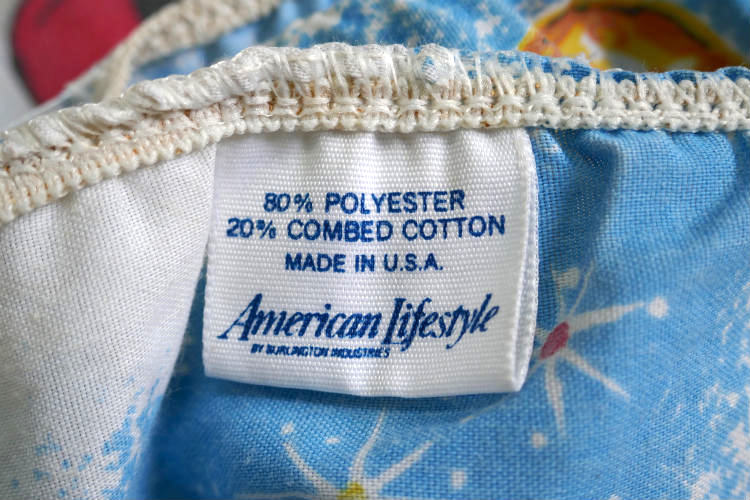 80% POLYESTER
20% COMBED COTTON
MADE IN U.S.A.
American Lifestyle
BY BURLINGTON INDUSTRIES